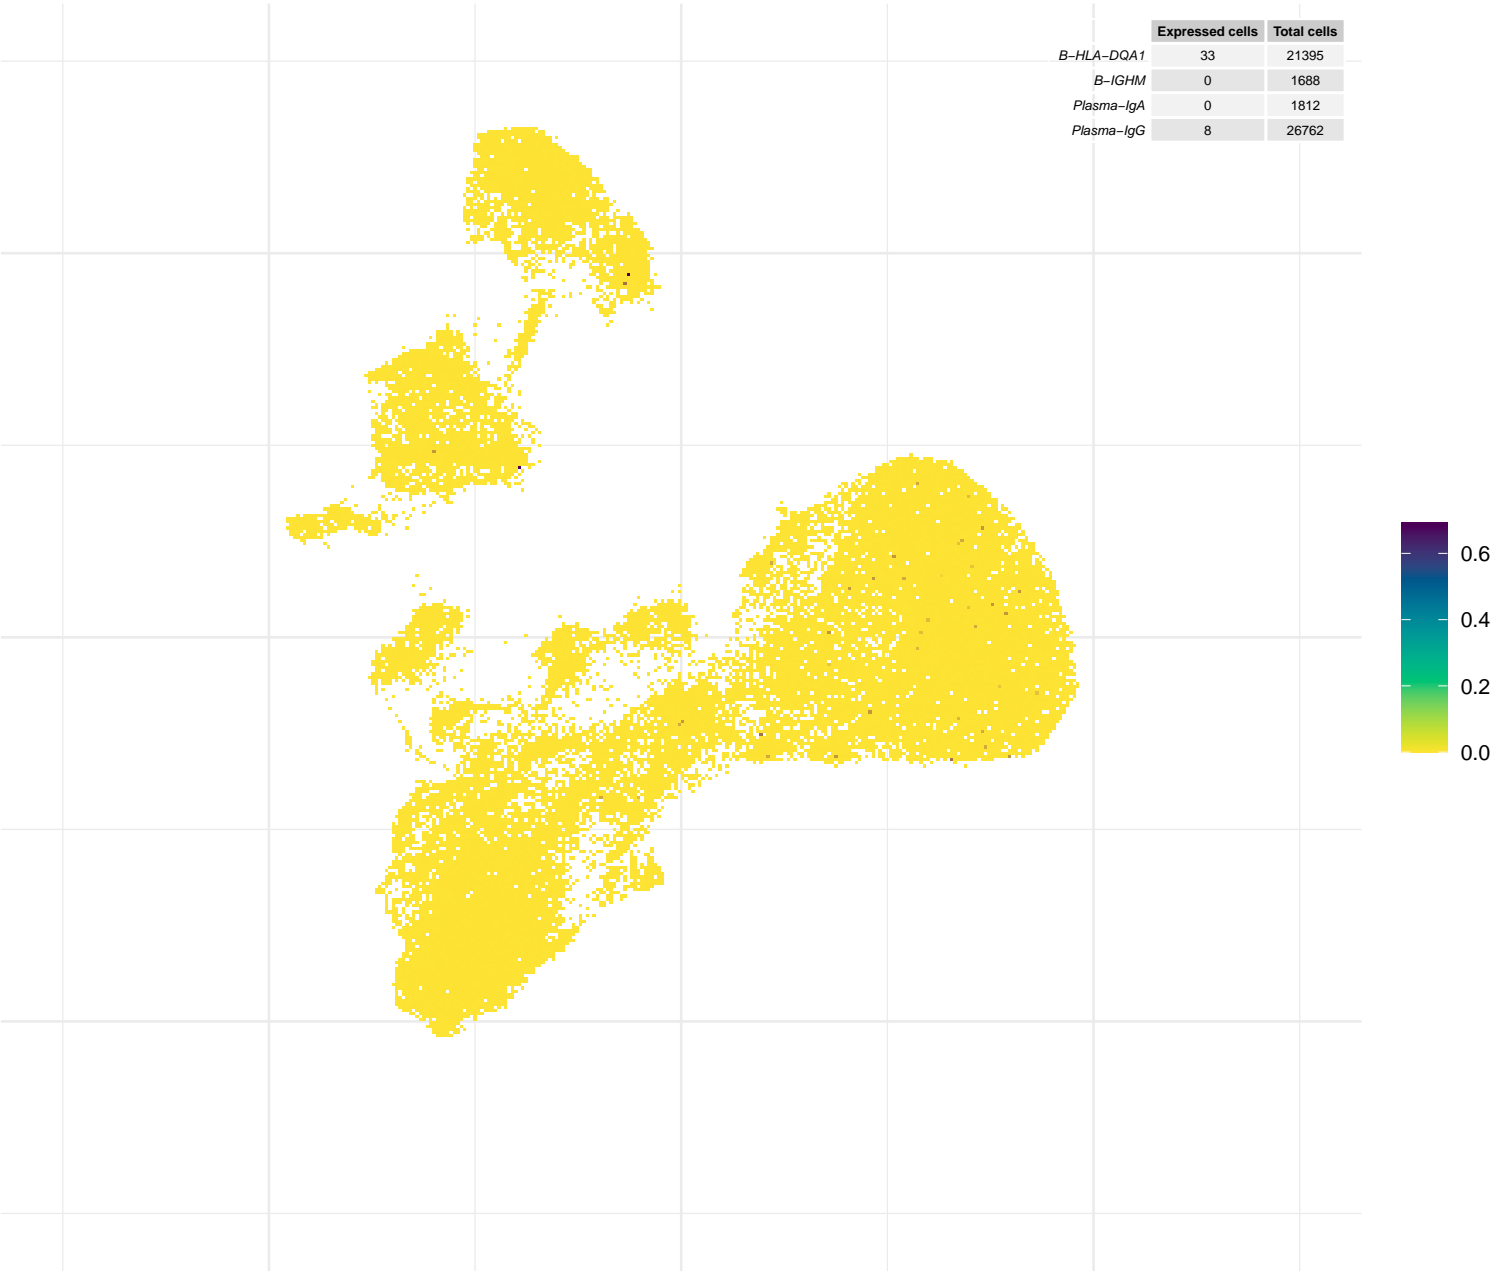 Expressed cells Total cells
B−HLA−DQA1 33 21395
B−IGHM 0 1688
Plasma−IgA 0 1812
Plasma−IgG 8 26762
0.6
0.4
0.2
0.0